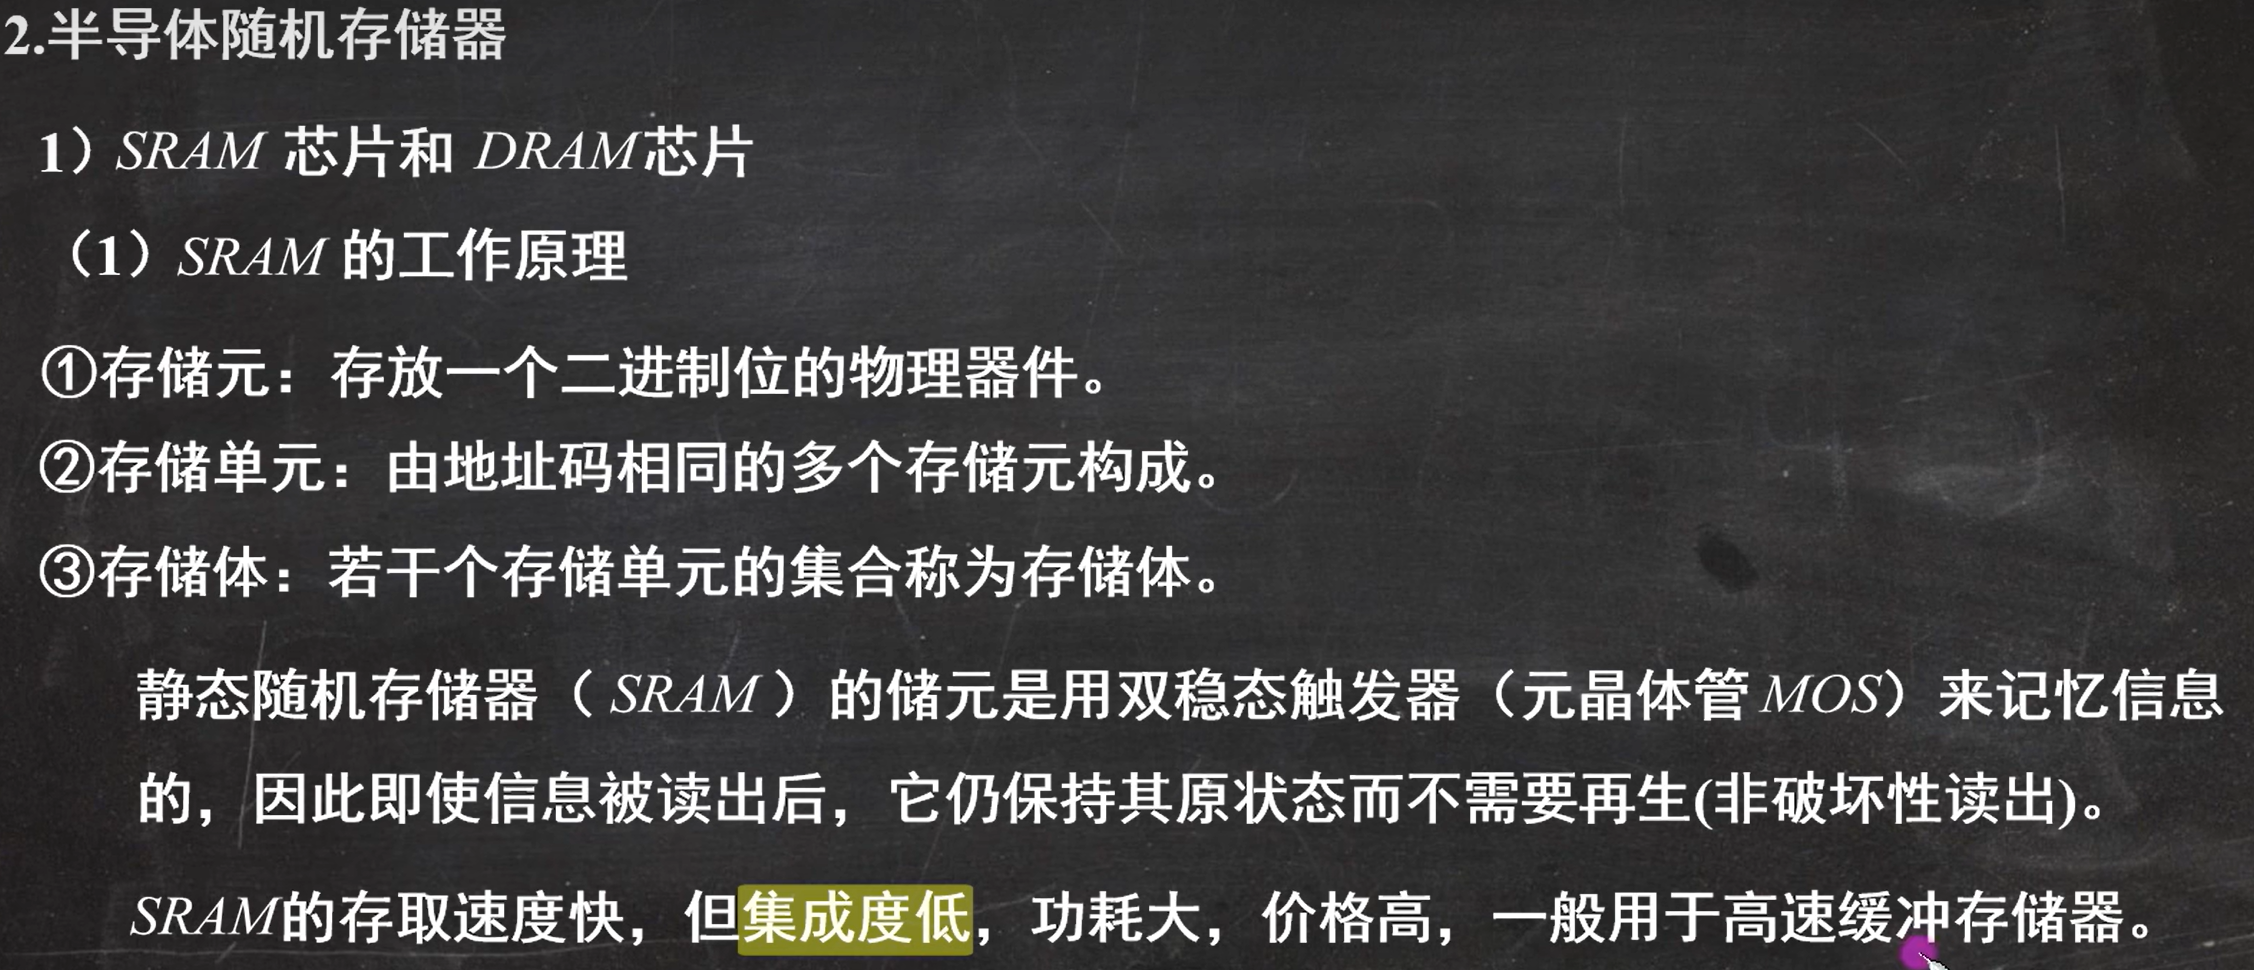 2.半导体随机存储器
1）SRAM 芯片和 DRAM芯片
（1）SRAM 的工作原理
①存储元：存放一个二进制位的物理器件。
②存储单元：由地址码相同的多个存储元构成。
③存储体：若干个存储单元的集合称为存储体。
静态随机存储器（SRAM）的储元是用双稳态触发器（元晶体管MOS）来记忆信息
的，因此即使信息被读出后，它仍保持其原状态而不需要再生(非破坏性读出)。
SRAM的存取速度快，但集成度低，功耗大，价格高，一般用于高速缓冲存储器。